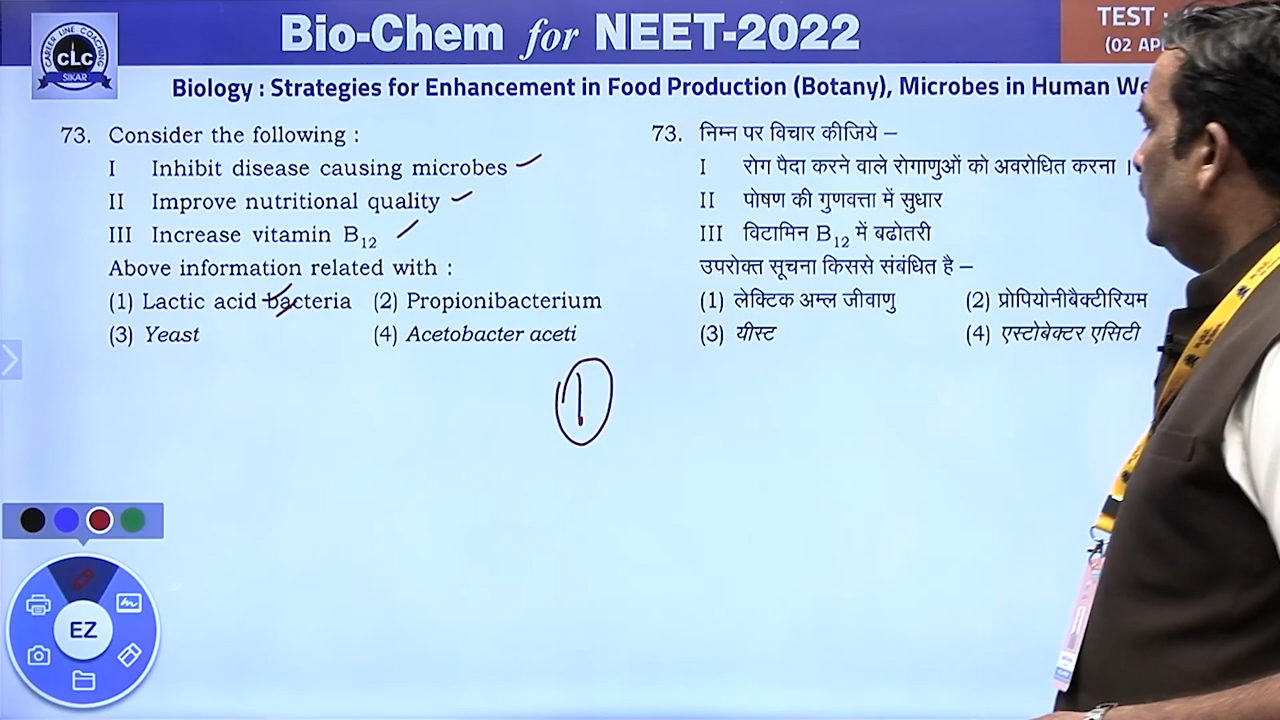 Bio-Chem for NEET-2022
TEST :
(02 AP
CAREER LINE COACHING
CLC
SIKAR
Biology : Strategies for Enhancement in Food Production (Botany), Microbes in Human We
73. Consider the following :
I Inhibit disease causing microbes
II Improve nutritional quality
III Increase vitamin B12
Above information related with :
(1) Lactic acid bacteria (2) Propionibacterium
(3) Yeast (4) Acetobacter aceti
73. निम्न पर विचार कीजिये –
I रोग पैदा करने वाले रोगाणुओं को अवरोधित करना ।
II पोषण की गुणवत्ता में सुधार
III विटामिन B12 में बढोतरी
उपरोक्त सूचना किससे संबंधित है –
(1) लेक्टिक अम्ल जीवाणु (2) प्रोपियोनीबैक्टीरियम
(3) यीस्ट (4) एस्टोबेक्टर एसिटी
1
EZ